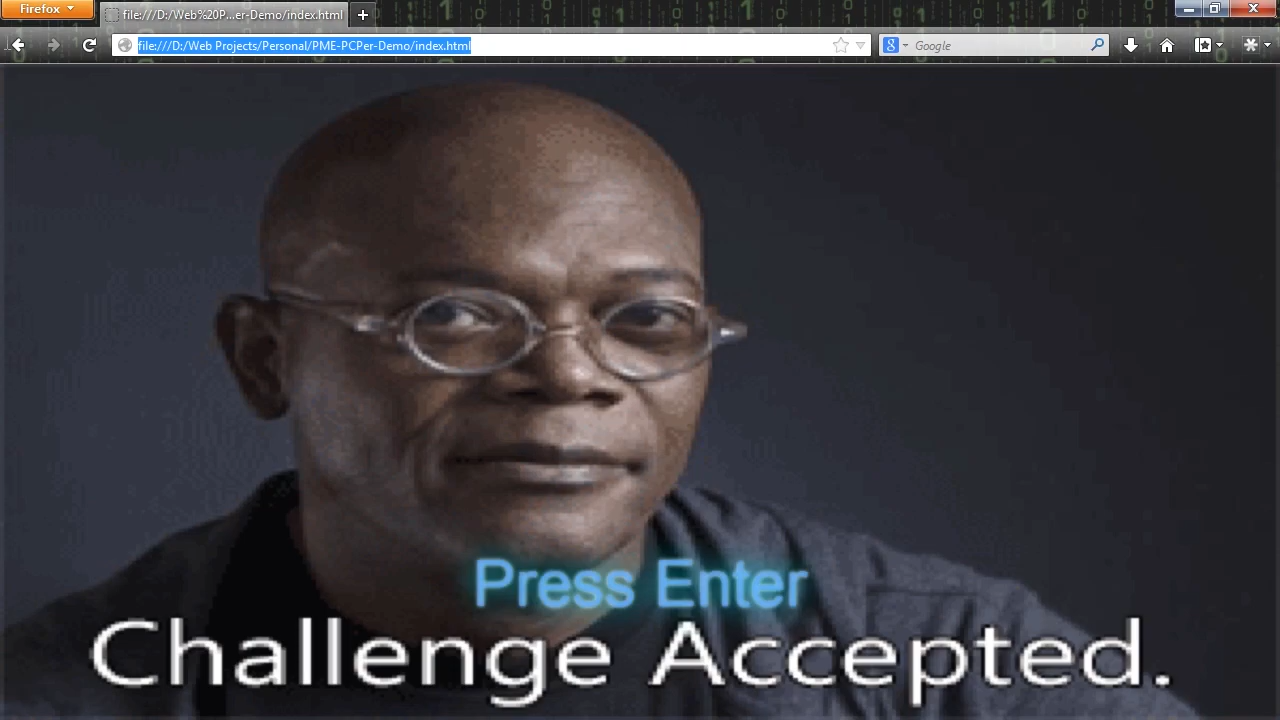 Firefox
file:///D:/Web%20P...er-Demo/index.html
file:///D:/Web Projects/Personal/PME-PCPer-Demo/index.html
Google
Press Enter
Challenge Accepted.